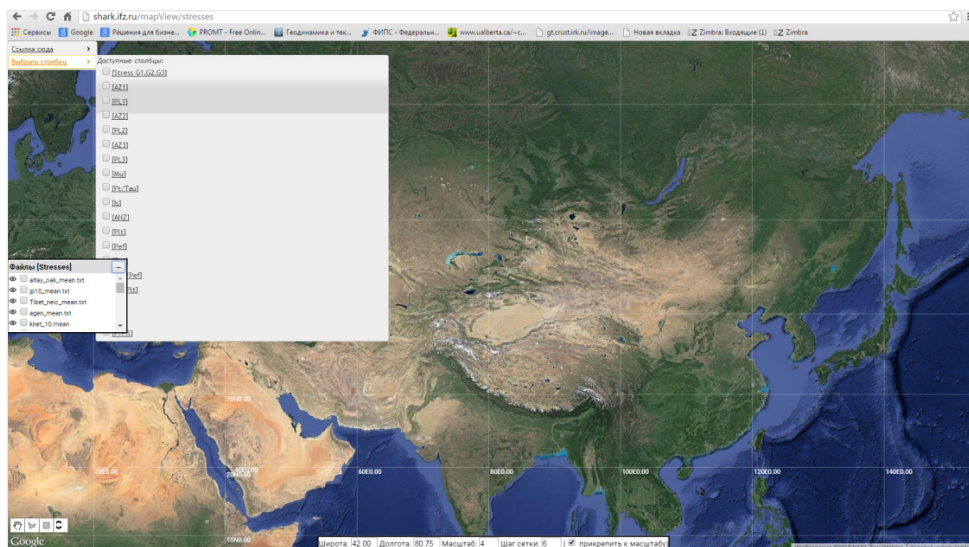 shark.ifz.ru/mapView/stresses
Сервисы Google Решения для бизне... PROMT - Free Onlin... Геодинамика и тек... ФИПС - Федеральн... www.ualberta.ca/~c... gt.crust.irk.ru/image... Новая вкладка Zimbra: Входящие (1) Zimbra
Ссылка сюда >
Выбрать столбец >
Доступные столбцы:
[Stress G1,G2,G3]
[AZ1]
[PL1]
[AZ2]
[PL2]
[AZ3]
[PL3]
[Mu]
[Pt/Tau]
[Is]
[ANZ]
[Plt]
[Pef]
Pef]
Файлы [Stresses] –
altay_oak_mean.txt
jp10_mean.txt
Tibet_neic_mean.txt
agen_mean.txt
knet_10.mean
30N0.00
20E0.00
20N0.00
60E0.00
80E0.00
100E0.00
120E0.00
140E0.00
10N0.00
Google
Широта: 42.00 Долгота: 80.75 Масштаб: 4 Шаг сетки: 6 ( прикрепить к масштабу)